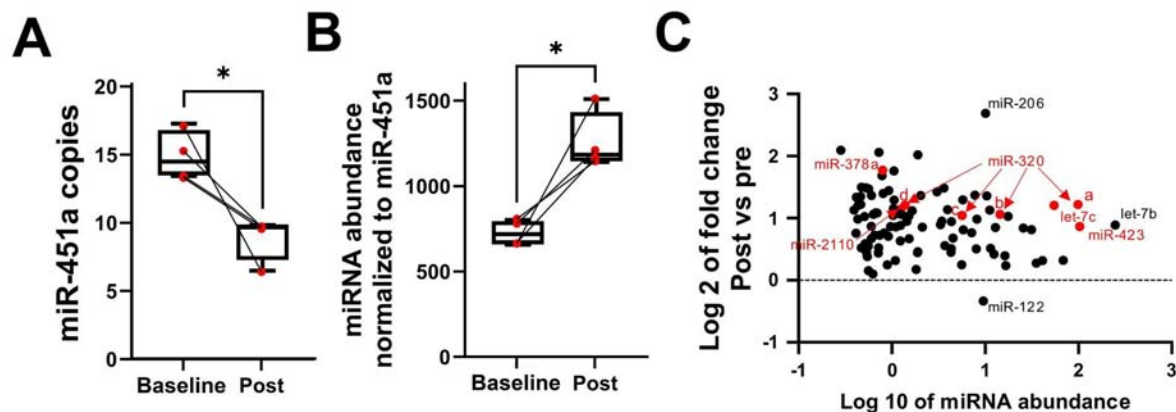 A
miR-451a copies
20
15
10
5
0
*
Baseline Post
B
miRNA abundance
normalized to miR-451a
1500
1000
500
0
*
Baseline Post
C
Log 2 of fold change
Post vs pre
3
2
1
0
-1
miR-206
miR-378a
miR-320
d
c
b
a
let-7c
let-7b
miR-423
miR-2110
miR-122
-1 0 1 2 3
Log 10 of miRNA abundance